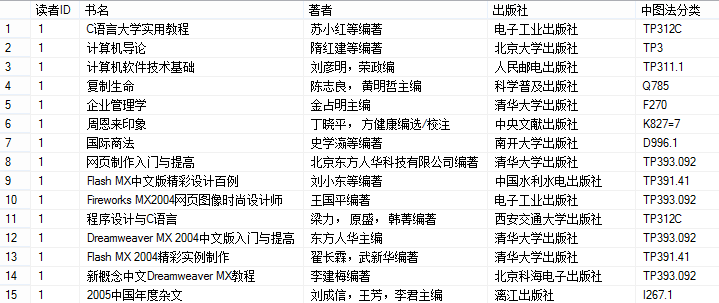 读者ID 书名 著者 出版社 中图法分类
1 1 C语言大学实用教程 苏小红等编著 电子工业出版社 TP312C
2 1 计算机导论 隋红建等编著 北京大学出版社 TP3
3 1 计算机软件技术基础 刘彦明，荣政编 人民邮电出版社 TP311.1
4 1 复制生命 陈志良，黄明哲主编 科学普及出版社 Q785
5 1 企业管理学 金占明主编 清华大学出版社 F270
6 1 周恩来印象 丁晓平，方健康编选/校注 中央文献出版社 K827=7
7 1 国际商法 史学瀛等编著 南开大学出版社 D996.1
8 1 网页制作入门与提高 北京东方人华科技有限公司编著 清华大学出版社 TP393.092
9 1 Flash MX中文版精彩设计百例 刘小东等编著 中国水利水电出版社 TP391.41
10 1 Fireworks MX2004网页图像时尚设计师 王国平编著 电子工业出版社 TP393.092
11 1 程序设计与C语言 梁力，原盛，韩菁编著 西安交通大学出版社 TP312C
12 1 Dreamweaver MX 2004中文版入门与提高 东方人华主编 清华大学出版社 TP393.092
13 1 Flash MX 2004精彩实例制作 翟长霖，武新华编著 清华大学出版社 TP391.41
14 1 新概念中文Dreamweaver MX教程 李建梅编著 北京科海电子出版社 TP393.092
15 1 2005中国年度杂文 刘成信，王芳，李君主编 漓江出版社 I267.1